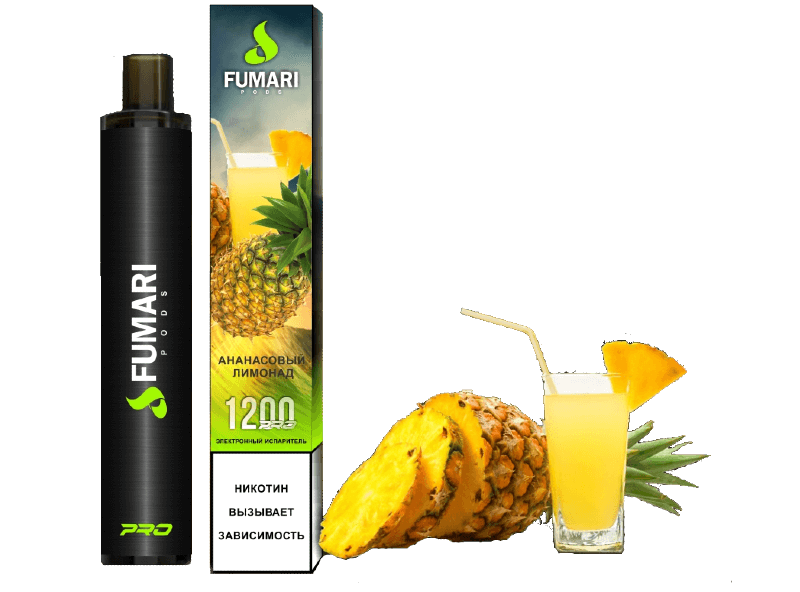 FUMARI
PODS
PRO
FUMARI
PODS
АНАНАСОВЫЙ
ЛИМОНАД
1200
PRO
ЭЛЕКТРОННЫЙ ИСПАРИТЕЛЬ
НИКОТИН
ВЫЗЫВАЕТ
ЗАВИСИМОСТЬ